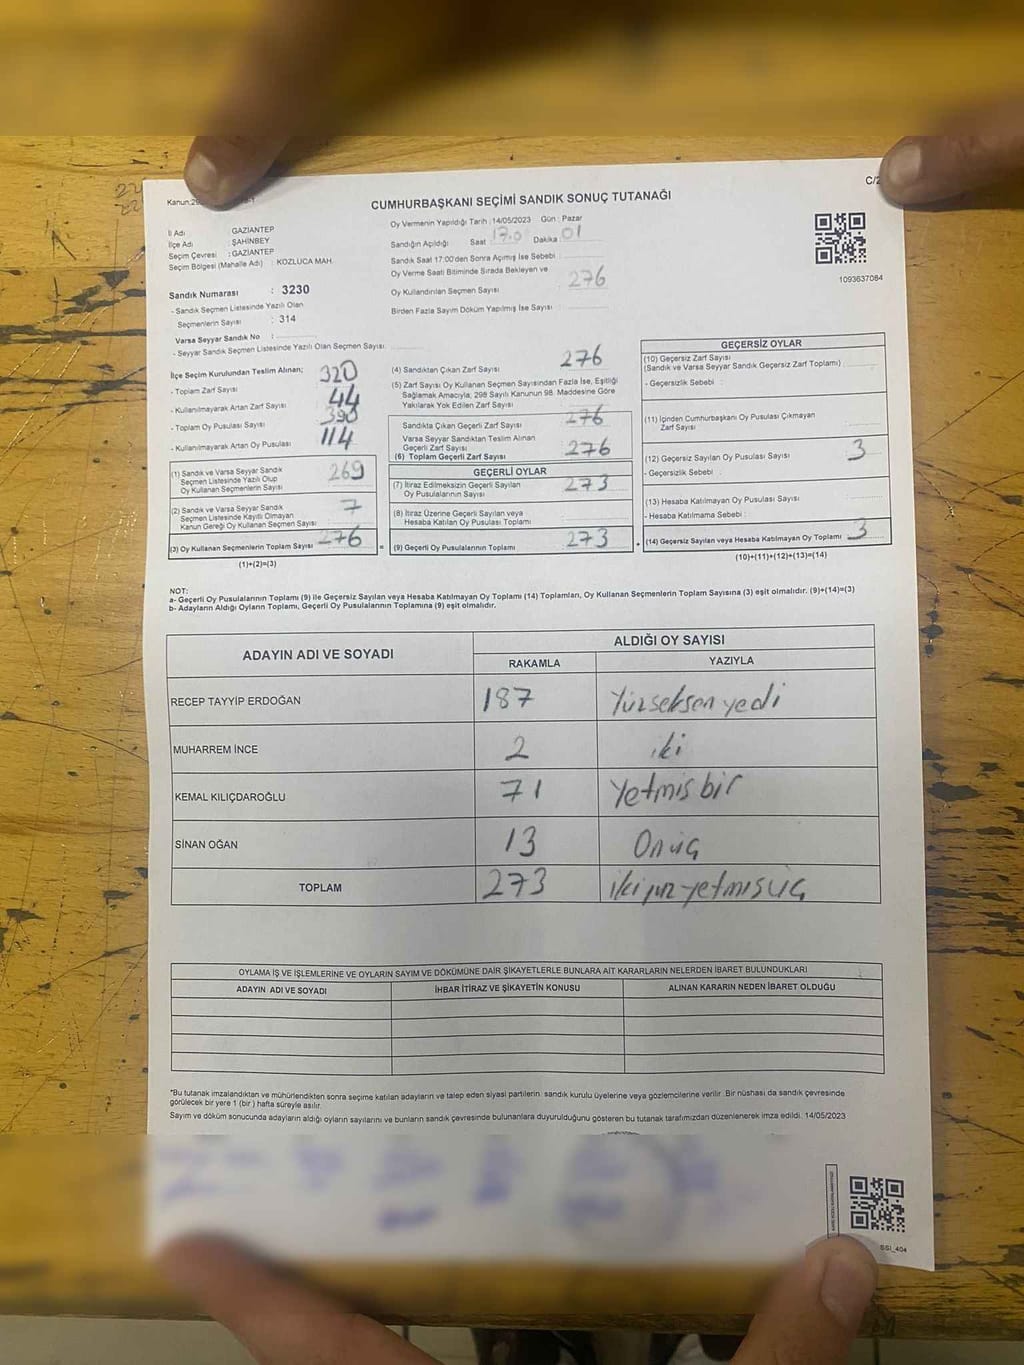 C/2
Kanun:29
CUMHURBAŞKANI SEÇİMİ SANDIK SONUÇ TUTANAĞI
İl Adı GAZİANTEP
İlçe Adı : ŞAHİNBEY
Seçim Çevresi : GAZİANTEP
Seçim Bölgesi (Mahalle Adı) : KOZLUCA MAH.
Sandık Numarası : 3230
- Sandık Seçmen Listesinde Yazılı Olan
Seçmenlerin Sayısı : 314
Varsa Seyyar Sandık No :
- Seyyar Sandık Seçmen Listesinde Yazılı Olan Seçmen Sayısı
Oy Vermenin Yapıldığı Tarih : 14/05/2023 Gün : Pazar
Sandığın Açıldığı Saat 17.0 Dakika 01
Sandık Saat 17:00'den Sonra Açımış İse Sebebi
Oy Verme Saati Bitiminde Sırada Bekleyen ve
Oy Kullandırılan Seçmen Sayısı 276
Birden Fazla Sayım Döküm Yapılmış İse Sayısı
1093637084
İlçe Seçim Kurulundan Teslim Alınan;
- Toplam Zarf Sayısı 320
- Kullanılmayarak Artan Zarf Sayısı 44
- Toplam Oy Pusulası Sayısı 390
- Kullanılmayarak Artan Oy Pusulası 114
(1) Sandık ve Varsa Seyyar Sandık
Seçmen Listesinde Yazılı Olup
Oy Kullanan Seçmenlerin Sayısı 269
(2) Sandık ve Varsa Seyyar Sandık
Seçmen Listesinde Kayıtlı Olmayan
Kanun Gereği Oy Kullanan Seçmen Sayısı 7
(3) Oy Kullanan Seçmenlerin Toplam Sayısı 276
(1)+(2)=(3)
=
(4) Sandıktan Çıkan Zarf Sayısı 276
(5) Zarf Sayısı Oy Kullanan Seçmen Sayısından Fazla İse, Eşitliği
Sağlamak Amacıyla; 298 Sayılı Kanunun 98. Maddesine Göre
Yakılarak Yok Edilen Zarf Sayısı
Sandıkta Çıkan Geçerli Zarf Sayısı 276
Varsa Seyyar Sandıktan Teslim Alınan
Geçerli Zarf Sayısı
(6) Toplam Geçerli Zarf Sayısı 276
GEÇERLİ OYLAR
(7) İtiraz Edilmeksizin Geçerli Sayılan
Oy Pusulalarının Sayısı 273
(8) İtiraz Üzerine Geçerli Sayılan veya
Hesaba Katılan Oy Pusulası Toplamı
(9) Geçerli Oy Pusulalarının Toplamı 273
+
GEÇERSİZ OYLAR
(10) Geçersiz Zarf Sayısı
(Sandık ve Varsa Seyyar Sandık Geçersiz Zarf Toplamı)
- Geçersizlik Sebebi :
(11) İçinden Cumhurbaşkanı Oy Pusulası Çıkmayan
Zarf Sayısı
(12) Geçersiz Sayılan Oy Pusulası Sayısı 3
- Geçersizlik Sebebi :
(13) Hesaba Katılmayan Oy Pusulası Sayısı
- Hesaba Katılmama Sebebi :
(14) Geçersiz Sayılan veya Hesaba Katılmayan Oy Toplamı 3
(10)+(11)+(12)+(13)=(14)
NOT:
a- Geçerli Oy Pusulalarının Toplamı (9) ile Geçersiz Sayılan veya Hesaba Katılmayan Oy Toplamı (14) Toplamları, Oy Kullanan Seçmenlerin Toplam Sayısına (3) eşit olmalıdır. (9)+(14)=(3)
b- Adayların Aldığı Oyların Toplamı, Geçerli Oy Pusulalarının Toplamına (9) eşit olmalıdır.
ADAYIN ADI VE SOYADI ALDIĞI OY SAYISI
RAKAMLA YAZIYLA
RECEP TAYYİP ERDOĞAN 187 Yüzseksen yedi
MUHARREM İNCE 2 iki
KEMAL KILIÇDAROĞLU 71 Yetmiş bir
SİNAN OĞAN 13 Onüç
TOPLAM 273 ikiyüz yetmişüç
OYLAMA İŞ VE İŞLEMLERİNE VE OYLARIN SAYIM VE DÖKÜMÜNE DAİR ŞİKAYETLERLE BUNLARA AİT KARARLARIN NELERDEN İBARET BULUNDUKLARI
ADAYIN ADI VE SOYADI İHBAR İTİRAZ VE ŞİKAYETİN KONUSU ALINAN KARARIN NEDEN İBARET OLDUĞU
*Bu tutanak imzalandıktan ve mühürlendikten sonra seçime katılan adayların ve talep eden siyasi partilerin sandık kurulu üyelerine veya gözlemcilerine verilir. Bir nüshası da sandık çevresinde
görülecek bir yere 1 (bir) hafta süreyle asılır.
Sayım ve döküm sonucunda adayların aldığı oyların sayılarını ve bunların sandık çevresinde bulunanlara duyurulduğunu gösteren bu tutanak tarafımızdan düzenlenerek imza edildi. 14/05/2023
SSI_404